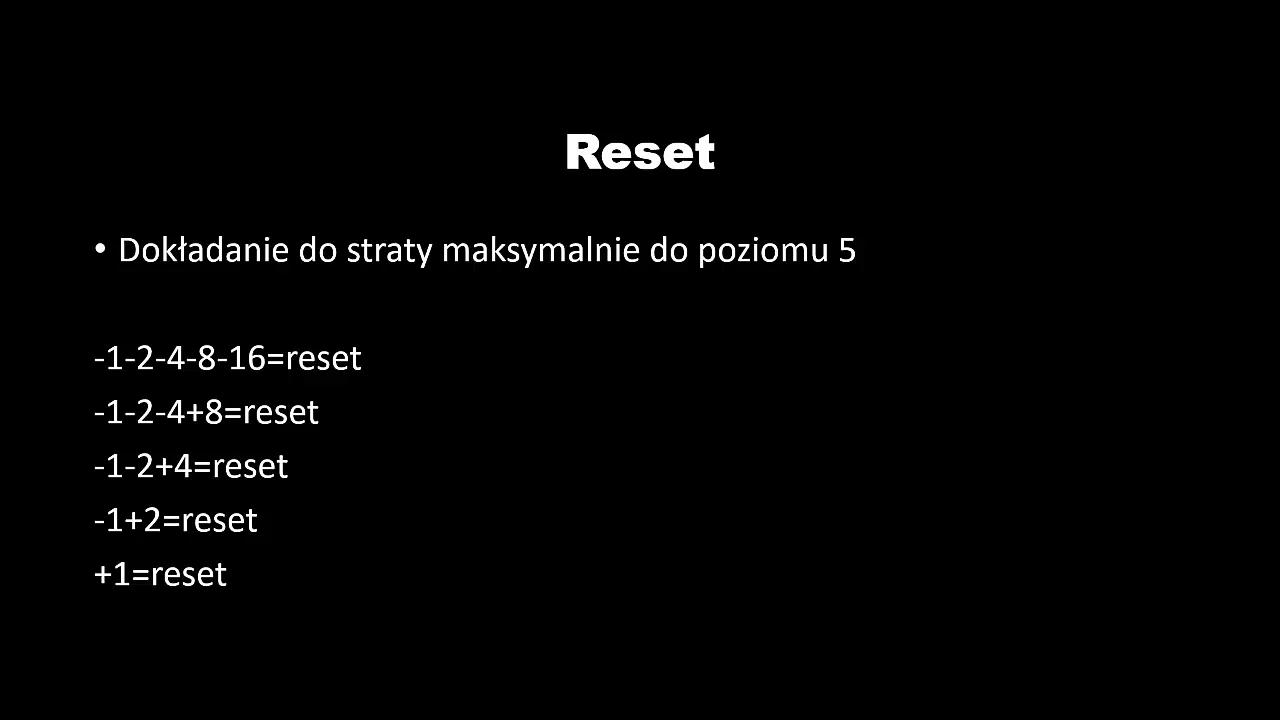 Reset
• Dokładanie do straty maksymalnie do poziomu 5
-1-2-4-8-16=reset
-1-2-4+8=reset
-1-2+4=reset
-1+2=reset
+1=reset